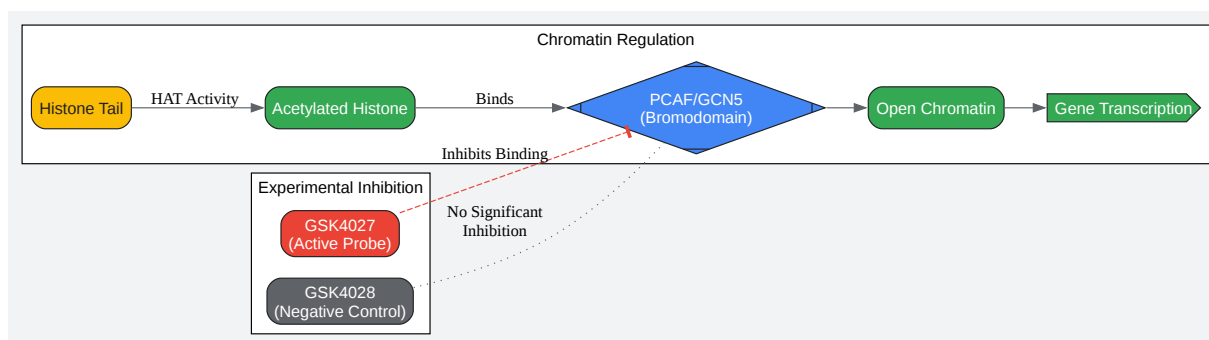 Chromatin Regulation
Histone Tail
HAT Activity
Acetylated Histone
Binds
PCAF/GCN5
(Bromodomain)
Open Chromatin
Gene Transcription
Inhibits Binding
Experimental Inhibition
GSK4027
(Active Probe)
No Significant
Inhibition
GSK4028
(Negative Control)